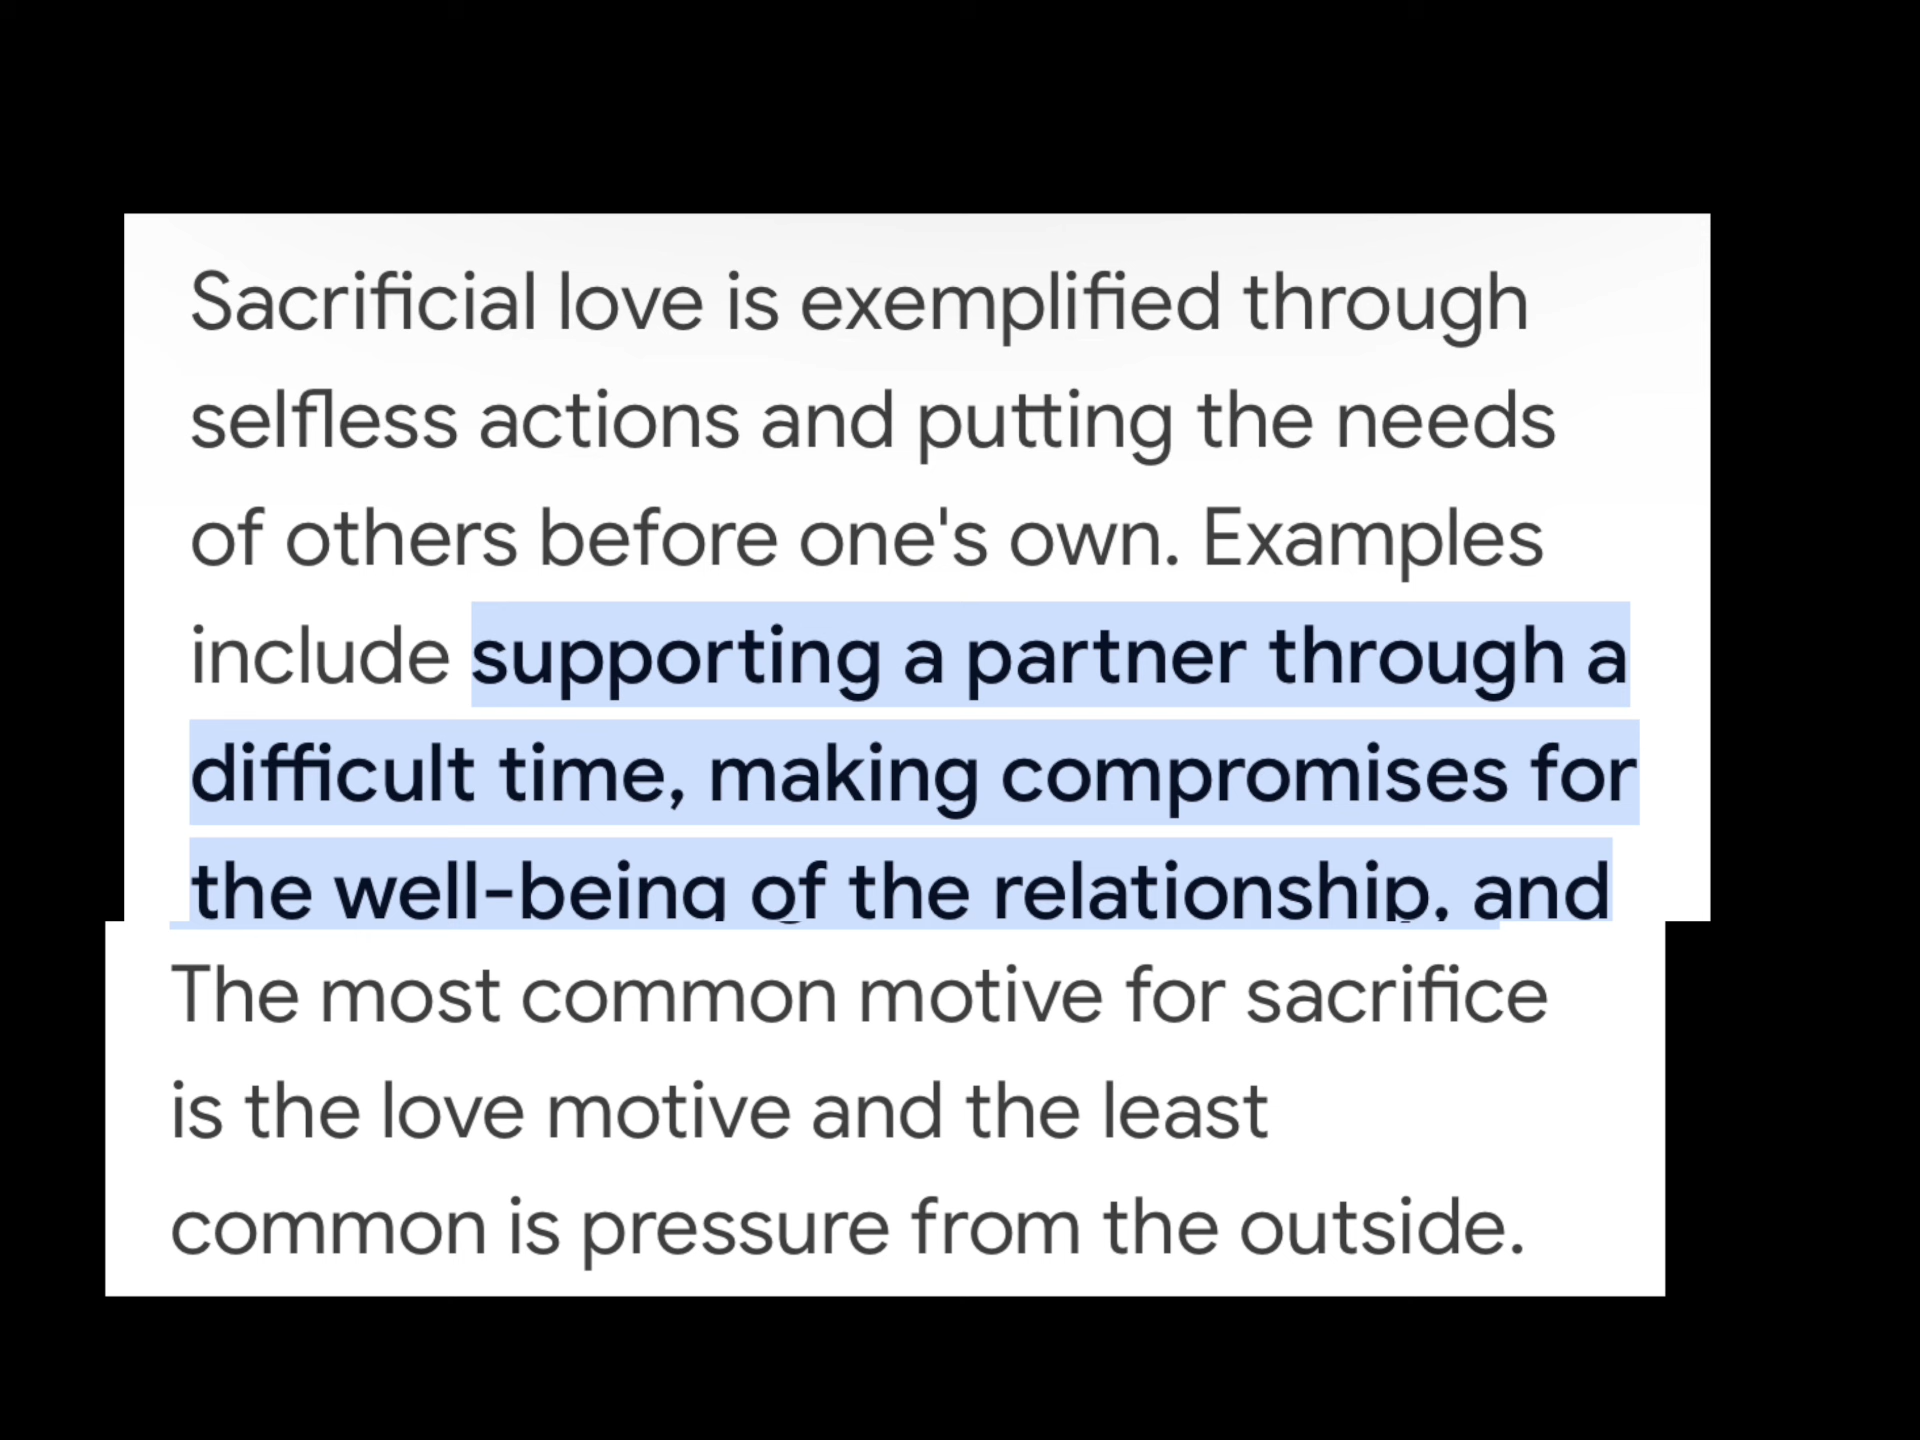 Sacrificial love is exemplified through
selfless actions and putting the needs
of others before one's own. Examples
include supporting a partner through a
difficult time, making compromises for
the well-being of the relationship, and
The most common motive for sacrifice
is the love motive and the least
common is pressure from the outside.